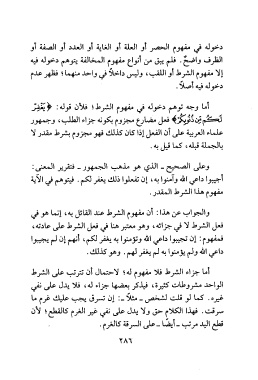 دخوله في مفهوم الحصر أو العلة أو الغاية أو العدد أو الصفة أو
الظرف واضحٌ. فلم يبق من أنواع مفهوم المخالفة يتوهم دخوله فيه
إلا مفهوم الشرط أو اللقب، وليس داخلاً في واحد منهما؛ فظهر عدم
دخوله فيه أصلاً.
أما وجه توهم دخوله في مفهوم الشرط؛ فلأن قوله: ﴿يَغْفِرْ
لَكُم مِّن ذُنُوبِكُمْ﴾ فعل مضارع مجزوم بكونه جزاء الطلب، وجمهور
علماء العربية على أن الفعل إذا كان كذلك فهو مجزوم بشرط مقدر لا
بالجملة قبله، كما قيل به.
وعلى الصحيح ـ الذي هو مذهب الجمهور ـ فتقرير المعنى:
أجيبوا داعي الله وآمنوا به، إن تفعلوا ذلك يغفر لكم. فيتوهم في الآية
مفهوم هذا الشرط المقدر.
والجواب عن هذا: أن مفهوم الشرط عند القائل به، إنما هو في
فعل الشرط لا في جزائه، وهو معتبر هنا في فعل الشرط على عادته،
فمفهوم: إن تجيبوا داعي الله وتؤمنوا به يغفر لكم، أنهم إن لم يجيبوا
داعي الله ولم يؤمنوا به لم يغفر لهم. وهو كذلك.
أما جزاء الشرط فلا مفهوم له؛ لاحتمال أن تترتب على الشرط
الواحد مشروطات كثيرة، فيذكر بعضها جزاء له، فلا يدل على نفي
غيره. كما لو قلت لشخص ـ مثلاً ـ: إن تسرق يجب عليك غرم ما
سرقت. فهذا الكلام حق ولا يدل على نفي غير الغرم كالقطع؛ لأن
قطع اليد مرتب ـ أيضًا ـ على السرقة كالغرم.
٢٨٦